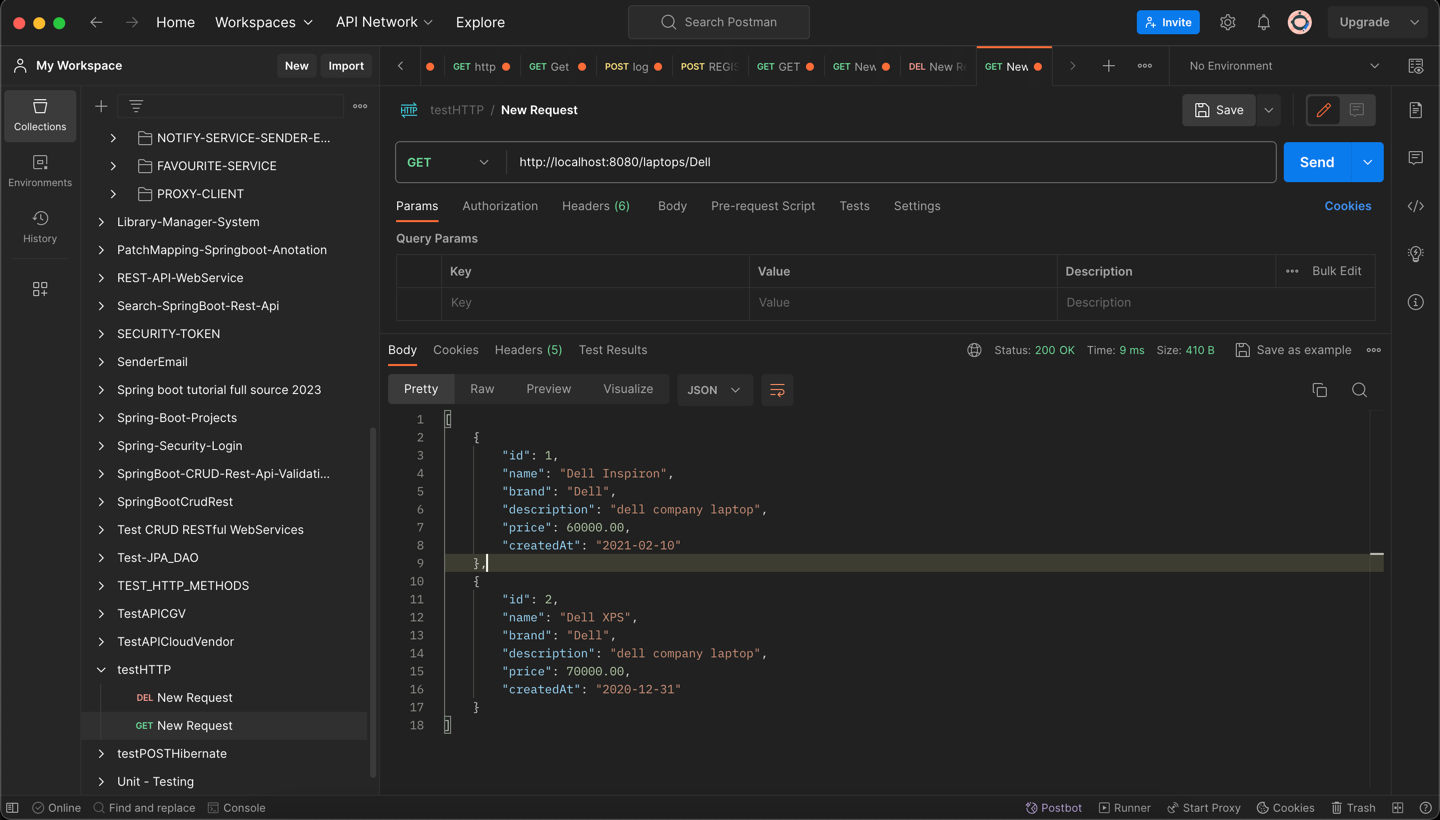 Home Workspaces API Network Explore Search Postman Invite Upgrade
My Workspace New Import GET http GET Get POST log POST REGIS GET GET GET New DEL New Re GET New No Environment
Collections
Environments
History
NOTIFY-SERVICE-SENDER-E...
FAVOURITE-SERVICE
PROXY-CLIENT
Library-Manager-System
PatchMapping-Springboot-Anotation
REST-API-WebService
Search-SpringBoot-Rest-Api
SECURITY-TOKEN
SenderEmail
Spring boot tutorial full source 2023
Spring-Boot-Projects
Spring-Security-Login
SpringBoot-CRUD-Rest-Api-Validati...
SpringBootCrudRest
Test CRUD RESTful WebServices
Test-JPA_DAO
TEST_HTTP_METHODS
TestAPICGV
TestAPICloudVendor
testHTTP
DEL New Request
GET New Request
testPOSTHibernate
Unit - Testing
HTTP testHTTP / New Request Save
GET http://localhost:8080/laptops/Dell Send
Params Authorization Headers (6) Body Pre-request Script Tests Settings Cookies
Query Params
Key Value Description Bulk Edit
Key Value Description
Body Cookies Headers (5) Test Results Status: 200 OK Time: 9 ms Size: 410 B Save as example
Pretty Raw Preview Visualize JSON
1 [
2 {
3 "id": 1,
4 "name": "Dell Inspiron",
5 "brand": "Dell",
6 "description": "dell company laptop",
7 "price": 60000.00,
8 "createdAt": "2021-02-10"
9 },
10 {
11 "id": 2,
12 "name": "Dell XPS",
13 "brand": "Dell",
14 "description": "dell company laptop",
15 "price": 70000.00,
16 "createdAt": "2020-12-31"
17 }
18 ]
Online Find and replace Console Postbot Runner Start Proxy Cookies Trash